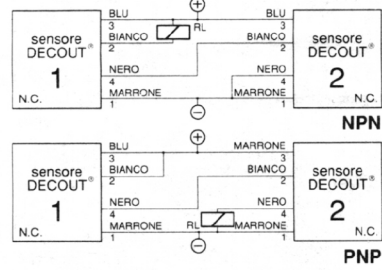 BLU + BLU
3 RL 3
BIANCO BIANCO
2 2
sensore DECOUT® 1 N.C.
sensore DECOUT® 2 N.C.
NERO NERO
4 4
MARRONE MARRONE
1 1
−
NPN
BLU + MARRONE
3 3
BIANCO BIANCO
2 2
sensore DECOUT® 1 N.C.
sensore DECOUT® 2 N.C.
NERO NERO
4 4
MARRONE RL MARRONE
1 1
−
PNP